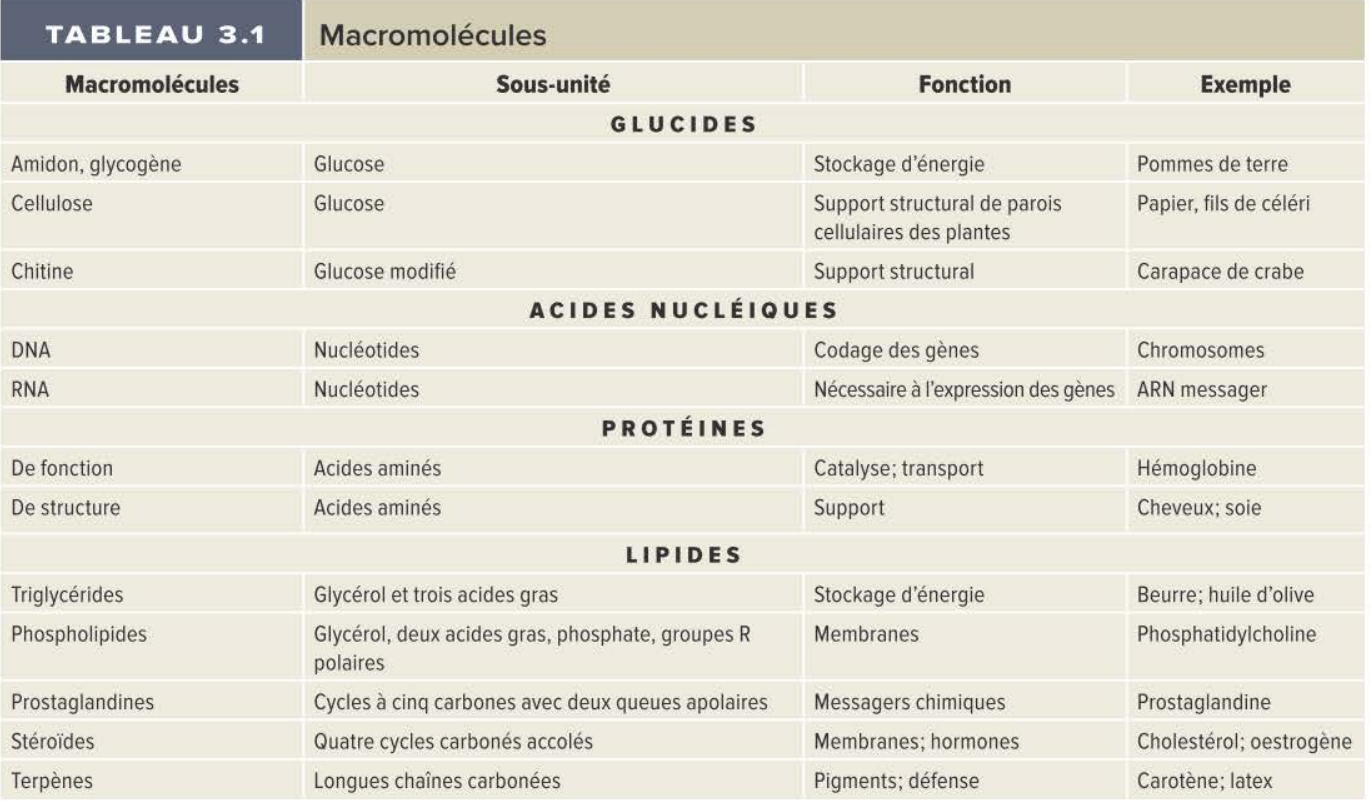 TABLEAU 3.1 Macromolécules
Macromolécules Sous-unité Fonction Exemple
GLUCIDES
Amidon, glycogène Glucose Stockage d'énergie Pommes de terre
Cellulose Glucose Support structural de parois Papier, fils de céléri
cellulaires des plantes
Chitine Glucose modifié Support structural Carapace de crabe
ACIDES NUCLÉIQUES
DNA Nucléotides Codage des gènes Chromosomes
RNA Nucléotides Nécessaire à l'expression des gènes ARN messager
PROTÉINES
De fonction Acides aminés Catalyse; transport Hémoglobine
De structure Acides aminés Support Cheveux; soie
LIPIDES
Triglycérides Glycérol et trois acides gras Stockage d'énergie Beurre; huile d'olive
Phospholipides Glycérol, deux acides gras, phosphate, groupes R Membranes Phosphatidylcholine
polaires
Prostaglandines Cycles à cinq carbones avec deux queues apolaires Messagers chimiques Prostaglandine
Stéroïdes Quatre cycles carbonés accolés Membranes; hormones Cholestérol; oestrogène
Terpènes Longues chaînes carbonées Pigments; défense Carotène; latex